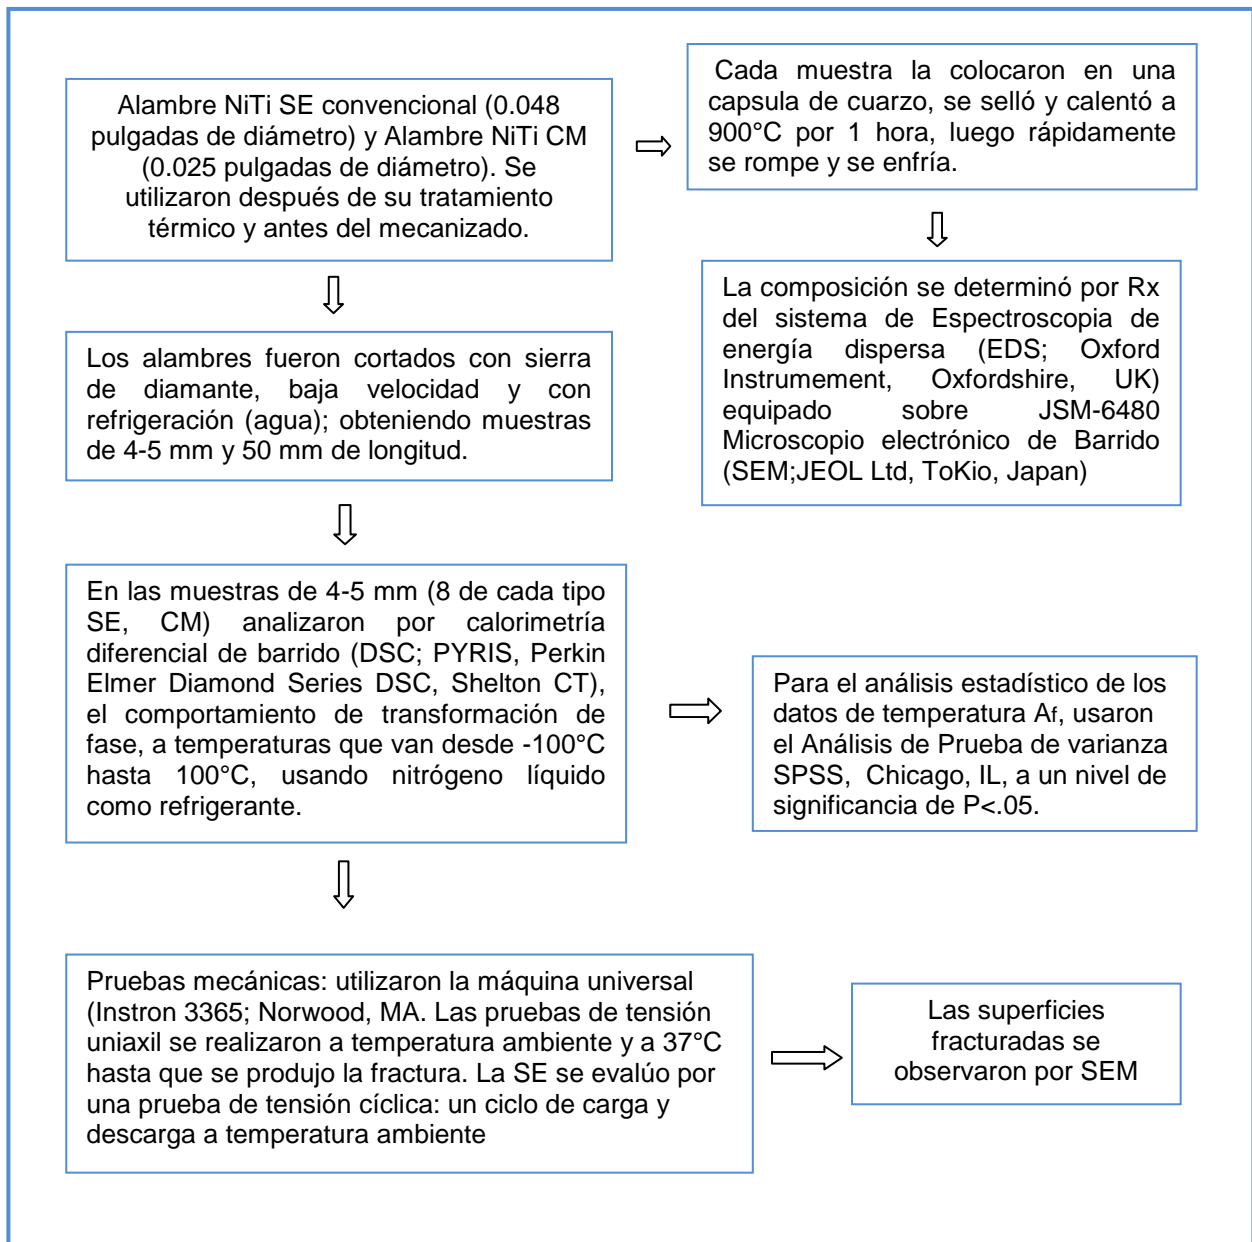 Alambre NiTi SE convencional (0.048
pulgadas de diámetro) y Alambre NiTi CM
(0.025 pulgadas de diámetro). Se
utilizaron después de su tratamiento
térmico y antes del mecanizado.
Cada muestra la colocaron en una
capsula de cuarzo, se selló y calentó a
900°C por 1 hora, luego rápidamente
se rompe y se enfría.
La composición se determinó por Rx
del sistema de Espectroscopia de
energía dispersa (EDS; Oxford
Instrumement, Oxfordshire, UK)
equipado sobre JSM-6480
Microscopio electrónico de Barrido
(SEM;JEOL Ltd, ToKio, Japan)
Los alambres fueron cortados con sierra
de diamante, baja velocidad y con
refrigeración (agua); obteniendo muestras
de 4-5 mm y 50 mm de longitud.
En las muestras de 4-5 mm (8 de cada tipo
SE, CM) analizaron por calorimetría
diferencial de barrido (DSC; PYRIS, Perkin
Elmer Diamond Series DSC, Shelton CT),
el comportamiento de transformación de
fase, a temperaturas que van desde -100°C
hasta 100°C, usando nitrógeno líquido
como refrigerante.
Para el análisis estadístico de los
datos de temperatura Af, usaron
el Análisis de Prueba de varianza
SPSS, Chicago, IL, a un nivel de
significancia de P<.05.
Pruebas mecánicas: utilizaron la máquina universal
(Instron 3365; Norwood, MA. Las pruebas de tensión
uniaxil se realizaron a temperatura ambiente y a 37°C
hasta que se produjo la fractura. La SE se evalúo por
una prueba de tensión cíclica: un ciclo de carga y
descarga a temperatura ambiente
Las superficies
fracturadas se
observaron por SEM